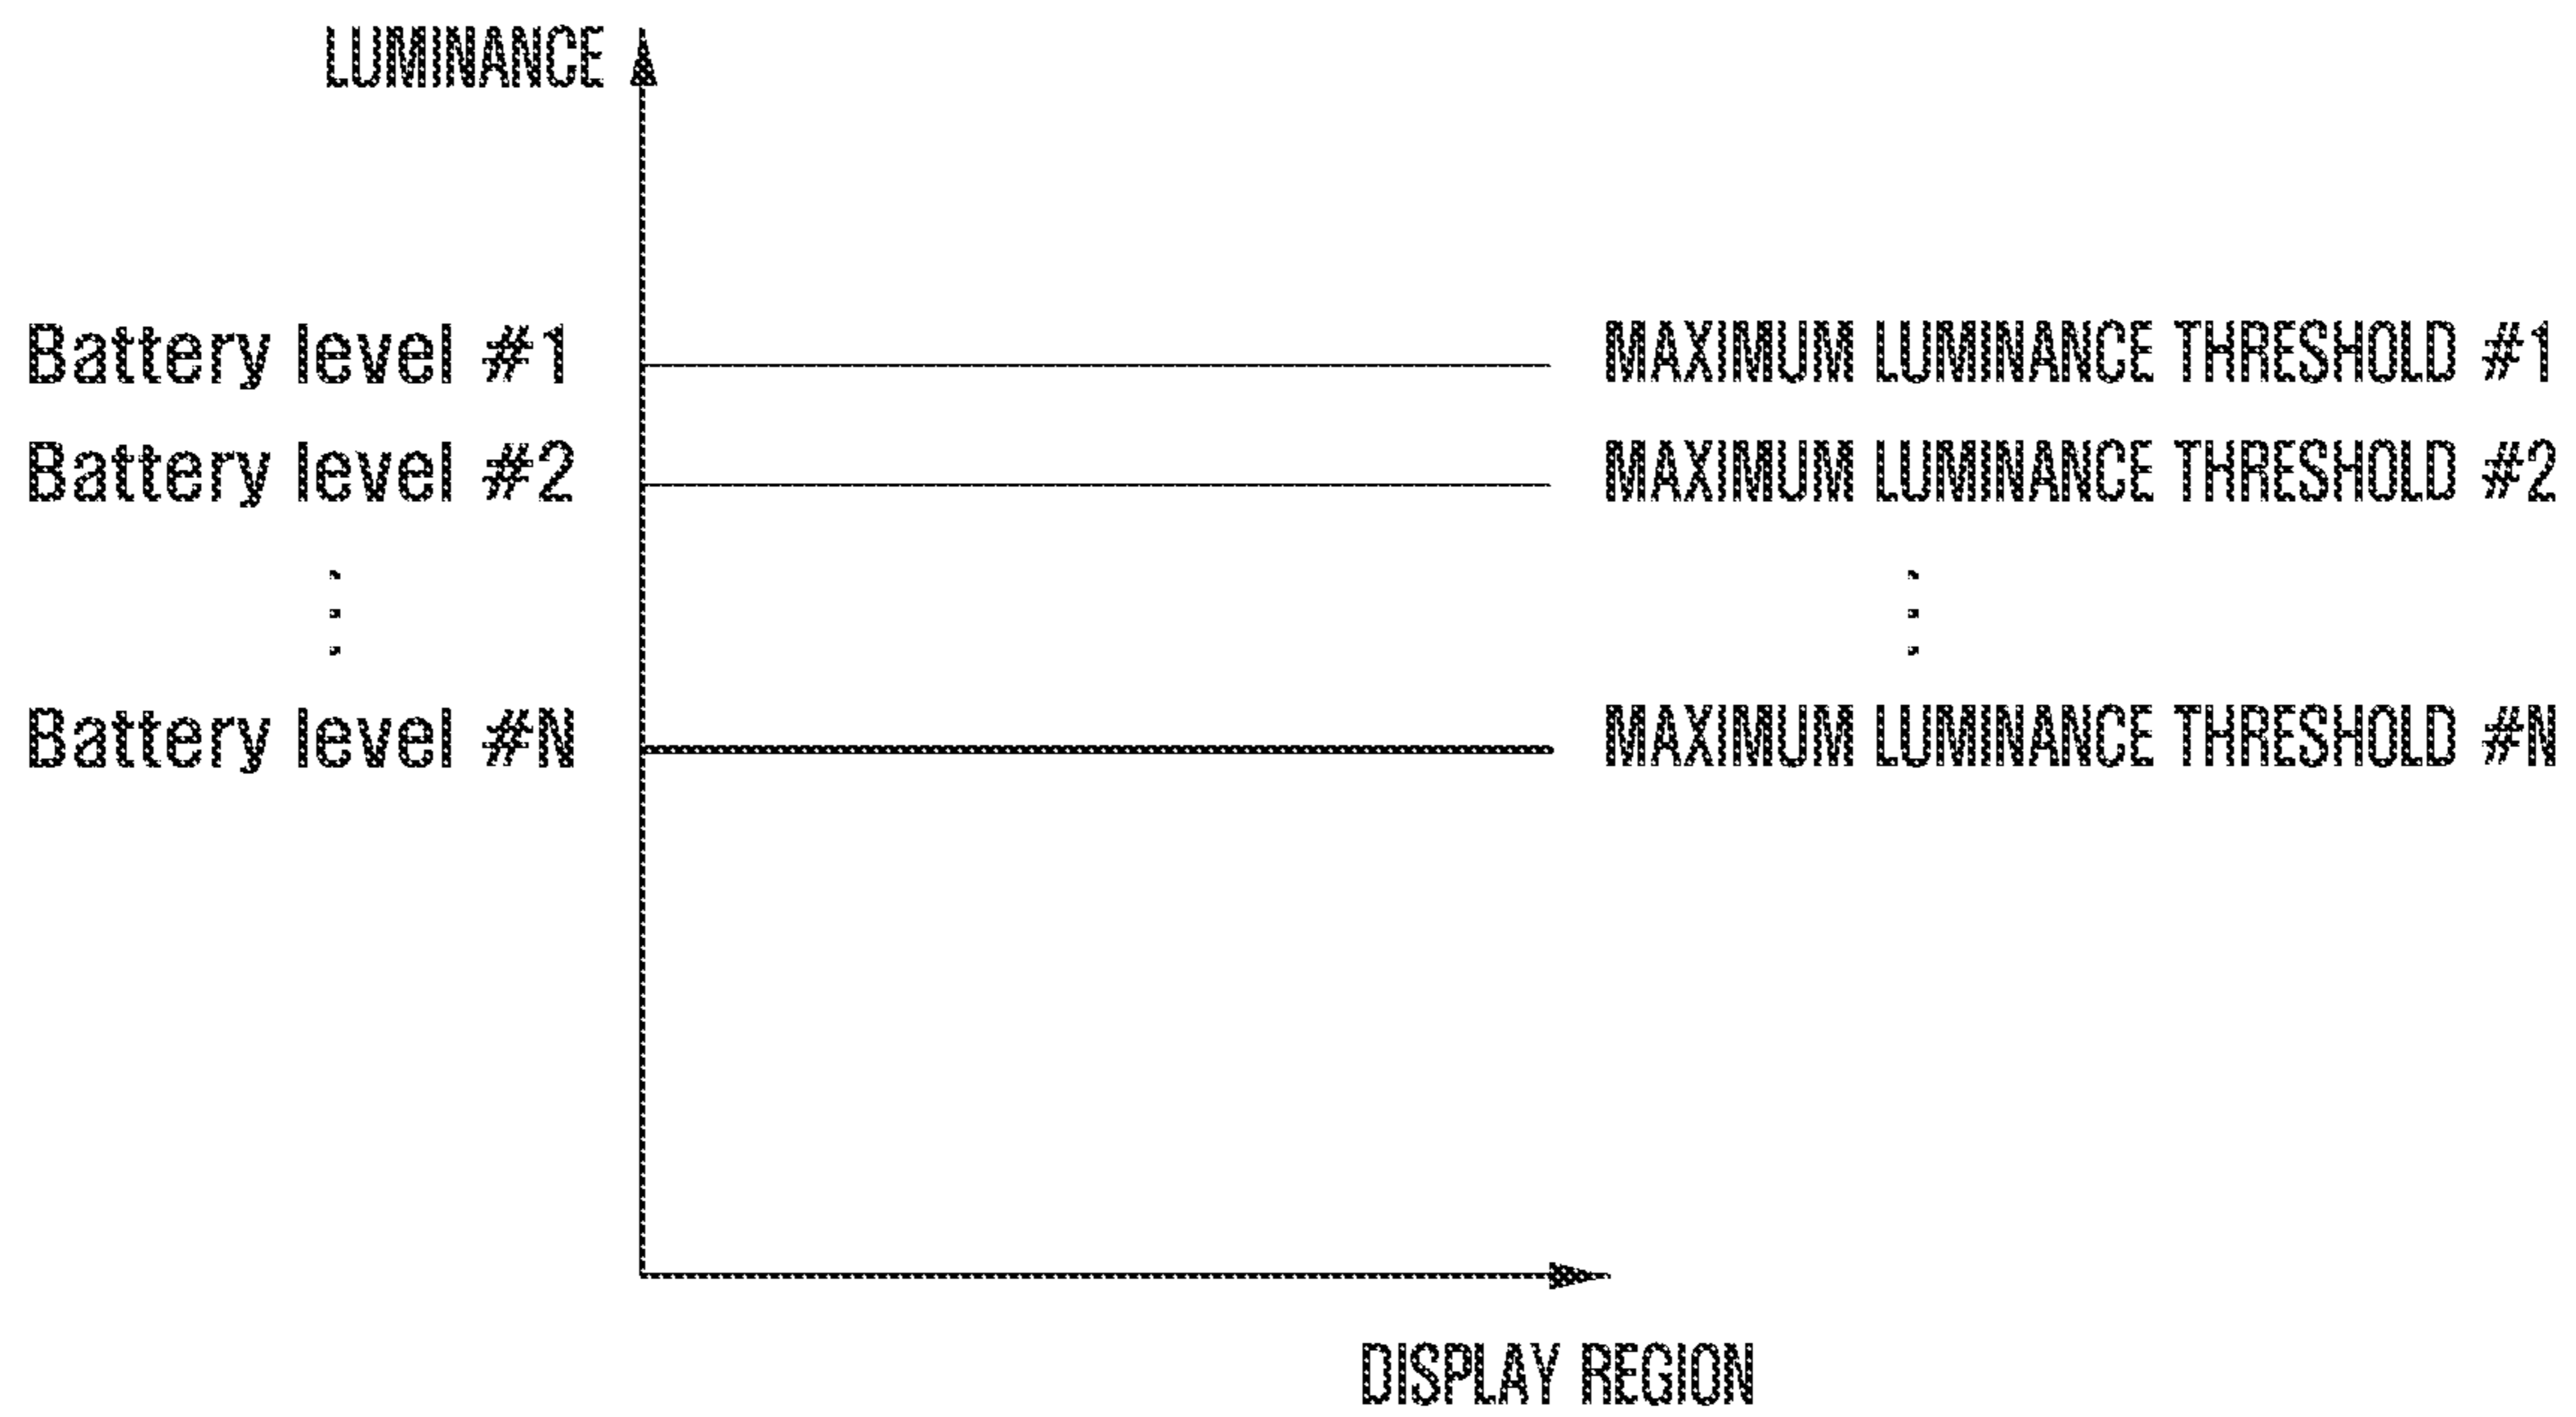 LUMINANCE
Battery level #1 MAXIMUM LUMINANCE THRESHOLD #1
Battery level #2 MAXIMUM LUMINANCE THRESHOLD #2
Battery level #N MAXIMUM LUMINANCE THRESHOLD #N
DISPLAY REGION